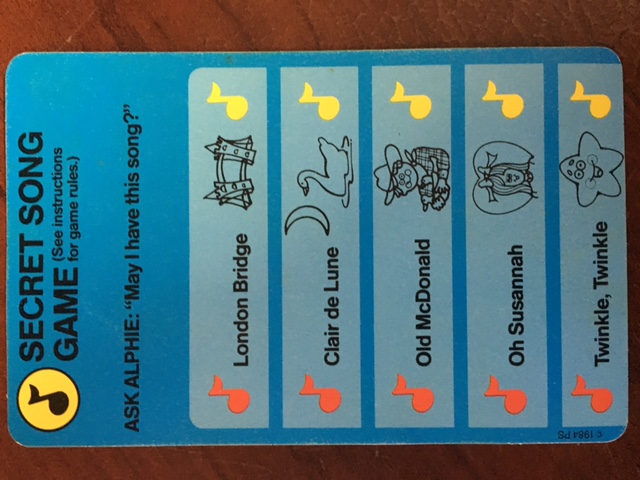 SECRET SONG
GAME (See instructions
for game rules.)
ASK ALPHIE: “May I have this song?”
London Bridge
Clair de Lune
Old McDonald
Oh Susannah
Twinkle, Twinkle
c 1984 PS